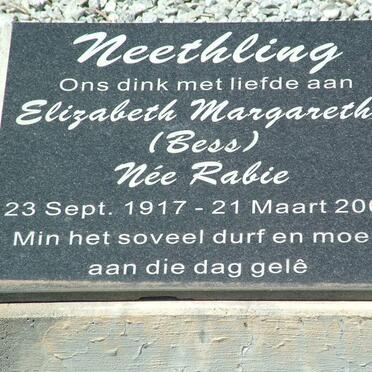 Neethling
Ons dink met liefde aan
Elizabeth Margareth
(Bess)
Née Rabie
23 Sept. 1917 - 21 Maart 200
Min het soveel durf en moe
aan die dag gelê